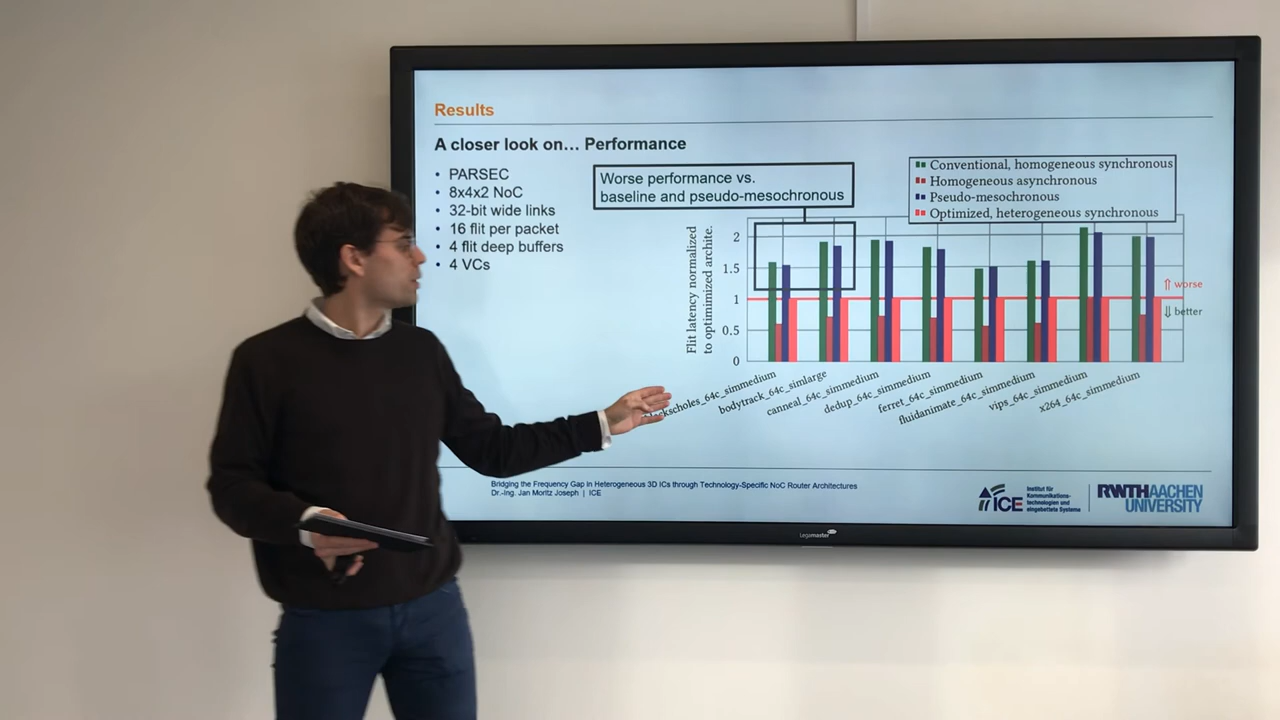 Results
A closer look on... Performance
• PARSEC
• 8x4x2 NoC
• 32-bit wide links
• 16 flit per packet
• 4 flit deep buffers
• 4 VCs
Worse performance vs.
baseline and pseudo-mesochronous
Conventional, homogeneous synchronous
Homogeneous asynchronous
Pseudo-mesochronous
Optimized, heterogeneous synchronous
Flit latency normalized
to optimimized archite.
2
1.5
1
0.5
0
⇑ worse
⇓ better
bodytrack_64c_simlarge
canneal_64c_simmedium
dedup_64c_simmedium
ferret_64c_simmedium
fluidanimate_64c_simmedium
vips_64c_simmedium
x264_64c_simmedium
Bridging the Frequency Gap in Heterogeneous 3D ICs through Technology-Specific NoC Router Architectures
Dr.-Ing. Jan Moritz Joseph | ICE
ICE
Institut für
Kommunikations-
technologien und
eingebettete Systeme
RWTHAACHEN
UNIVERSITY
Legamaster